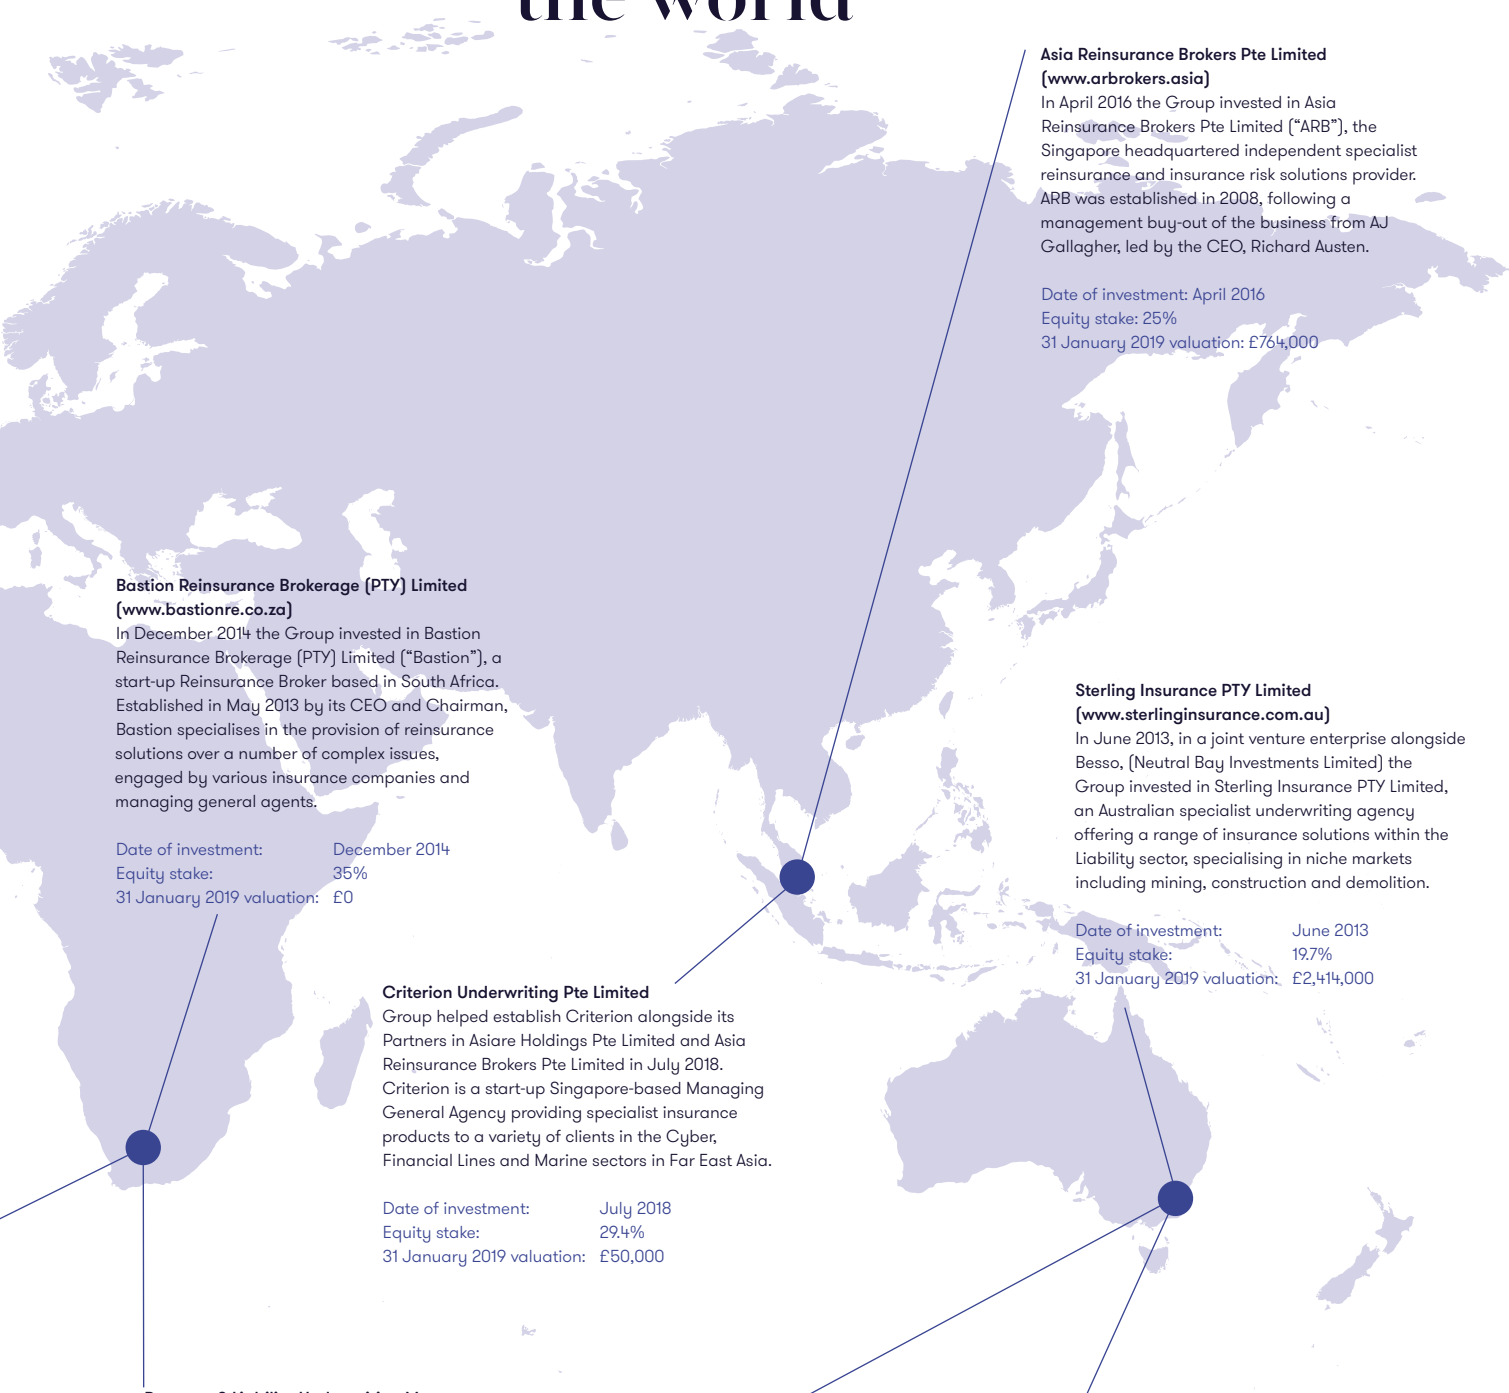 the world
Asia Reinsurance Brokers Pte Limited
(www.arbrokers.asia)
In April 2016 the Group invested in Asia
Reinsurance Brokers Pte Limited (“ARB”), the
Singapore headquartered independent specialist
reinsurance and insurance risk solutions provider.
ARB was established in 2008, following a
management buy-out of the business from AJ
Gallagher, led by the CEO, Richard Austen.
Date of investment: April 2016
Equity stake: 25%
31 January 2019 valuation: £764,000
Bastion Reinsurance Brokerage (PTY) Limited
(www.bastionre.co.za)
In December 2014 the Group invested in Bastion
Reinsurance Brokerage (PTY) Limited (“Bastion”), a
start-up Reinsurance Broker based in South Africa.
Established in May 2013 by its CEO and Chairman,
Bastion specialises in the provision of reinsurance
solutions over a number of complex issues,
engaged by various insurance companies and
managing general agents.
Date of investment: December 2014
Equity stake: 35%
31 January 2019 valuation: £0
Sterling Insurance PTY Limited
(www.sterlinginsurance.com.au)
In June 2013, in a joint venture enterprise alongside
Besso, (Neutral Bay Investments Limited) the
Group invested in Sterling Insurance PTY Limited,
an Australian specialist underwriting agency
offering a range of insurance solutions within the
Liability sector, specialising in niche markets
including mining, construction and demolition.
Date of investment: June 2013
Equity stake: 19.7%
31 January 2019 valuation: £2,414,000
Criterion Underwriting Pte Limited
Group helped establish Criterion alongside its
Partners in Asiare Holdings Pte Limited and Asia
Reinsurance Brokers Pte Limited in July 2018.
Criterion is a start-up Singapore-based Managing
General Agency providing specialist insurance
products to a variety of clients in the Cyber,
Financial Lines and Marine sectors in Far East Asia.
Date of investment: July 2018
Equity stake: 29.4%
31 January 2019 valuation: £50,000